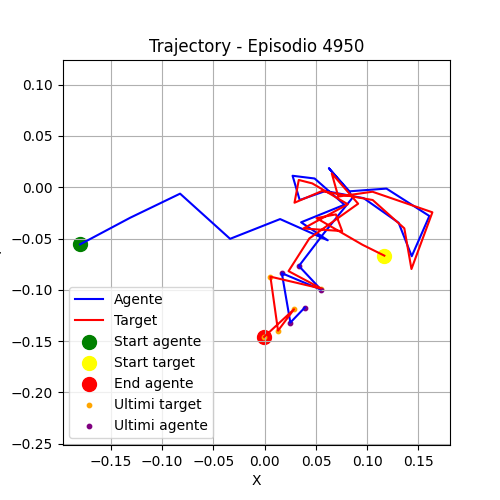 Trajectory - Episodio 4950
0.10
0.05
0.00
−0.05
−0.10
−0.15
−0.20
−0.25
Agente
Target
Start agente
Start target
End agente
Ultimi target
Ultimi agente
−0.15
−0.10
−0.05
0.00
0.05
0.10
0.15
X